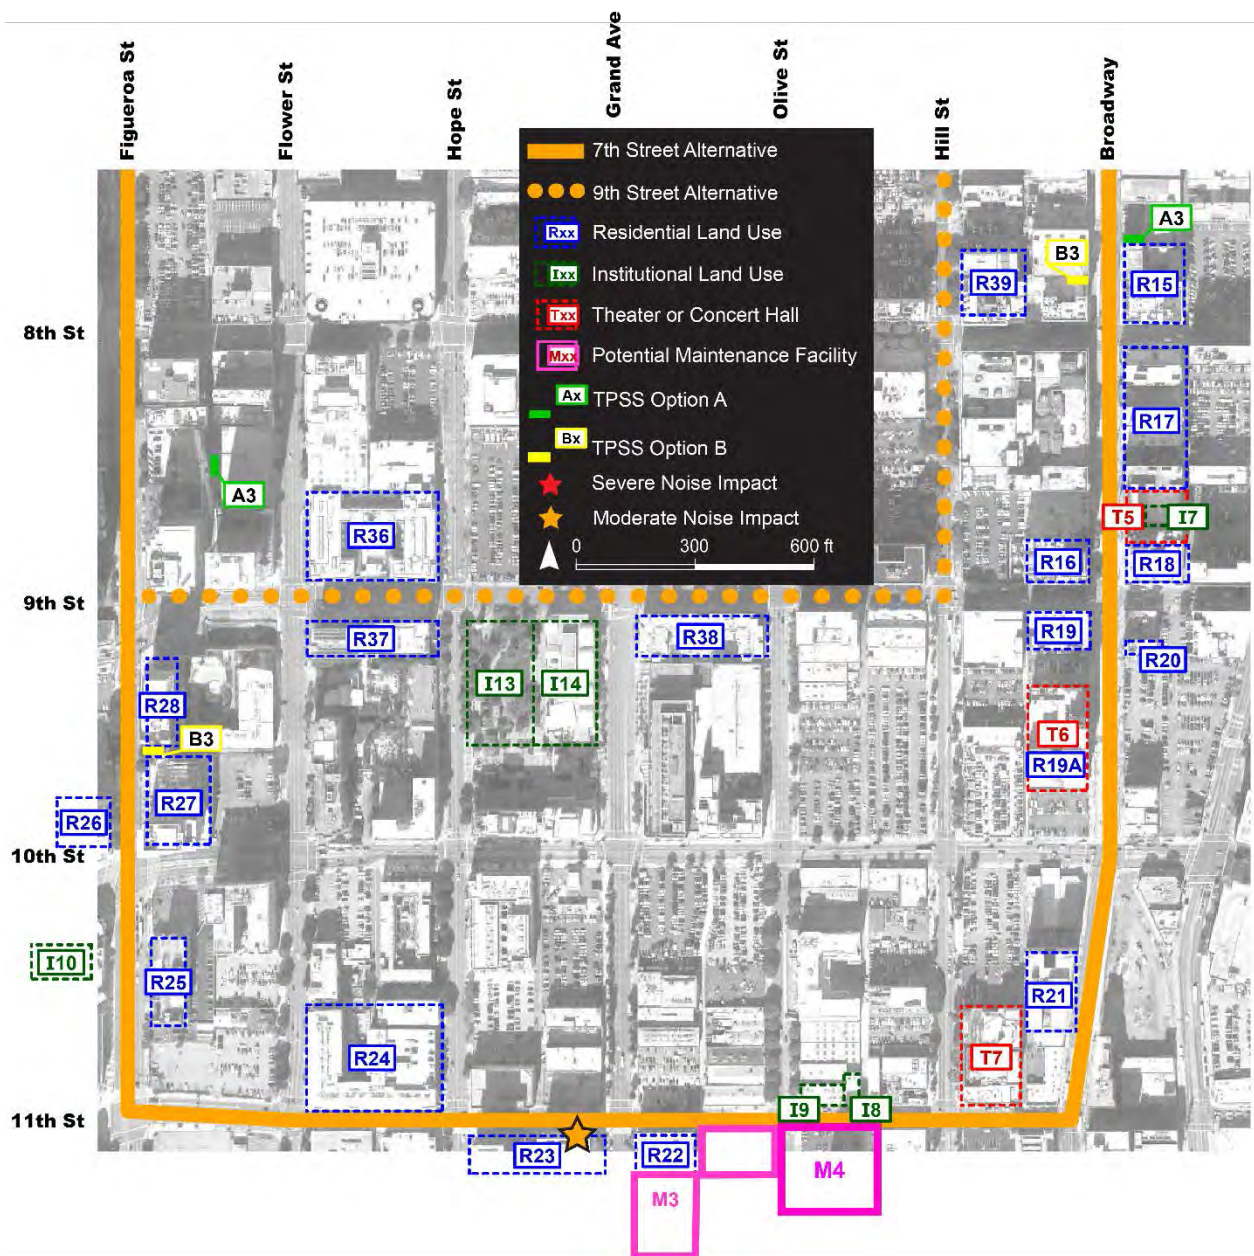 Figueroa St
Flower St
Hope St
Grand Ave
Olive St
Hill St
Broadway
7th Street Alternative
9th Street Alternative
Rxx Residential Land Use
Ixx Institutional Land Use
Txx Theater or Concert Hall
Mxx Potential Maintenance Facility
Ax TPSS Option A
Bx TPSS Option B
Severe Noise Impact
Moderate Noise Impact
0 300 600 ft
A3
B3
R39
R15
8th St
R17
A3
T5 I7
R36
R16
R18
9th St
R37
R38
R19
R20
I13
I14
R28
B3
T6
R19A
R27
R26
10th St
I10
R25
R21
R24
T7
I9
I8
11th St
R23
R22
M4
M3